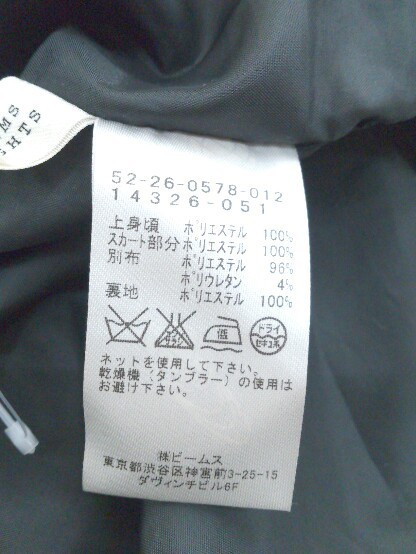 MS
HTS
52-26-0578-012
14326-051
上身頃 ポリエステル 100%
スカート部分 ポリエステル 100%
別布 ポリエステル 96%
ポリウレタン 4%
裏地 ポリエステル 100%
低
ドライ
セキユ系
ネットを使用して下さい。
乾燥機(タンブラー)の使用は
お避け下さい。
㈱ビームス
東京都渋谷区神宮前3-25-15
ダヴィンチビル6F